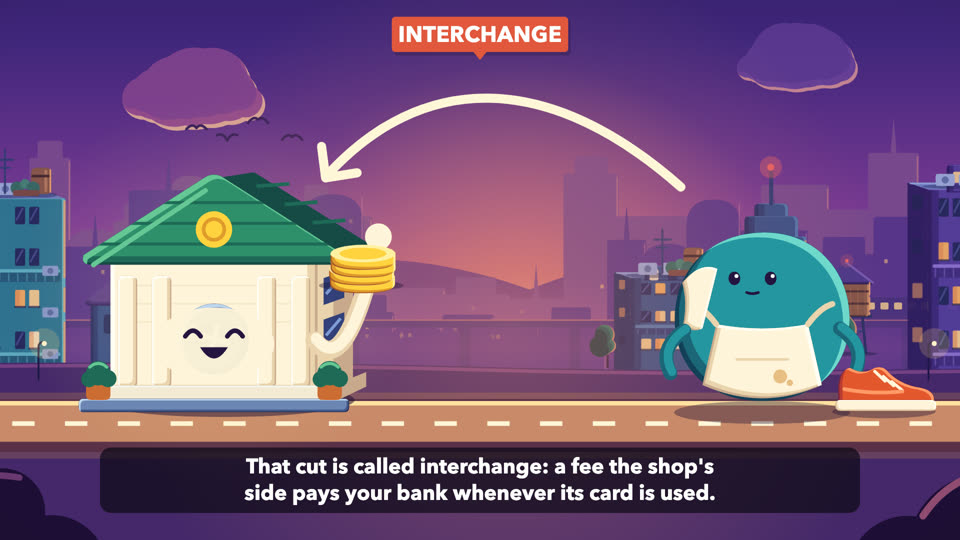 INTERCHANGE
That cut is called interchange: a fee the shop's
side pays your bank whenever its card is used.